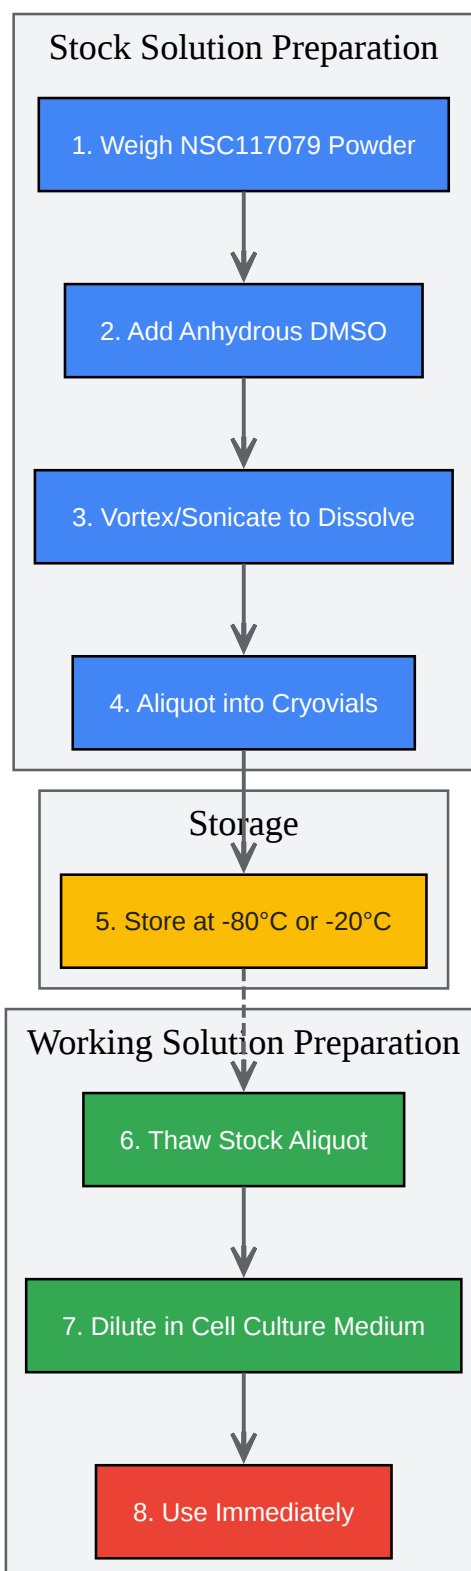 Stock Solution Preparation
1. Weigh NSC117079 Powder
2. Add Anhydrous DMSO
3. Vortex/Sonicate to Dissolve
4. Aliquot into Cryovials
Storage
5. Store at -80°C or -20°C
Working Solution Preparation
6. Thaw Stock Aliquot
7. Dilute in Cell Culture Medium
8. Use Immediately